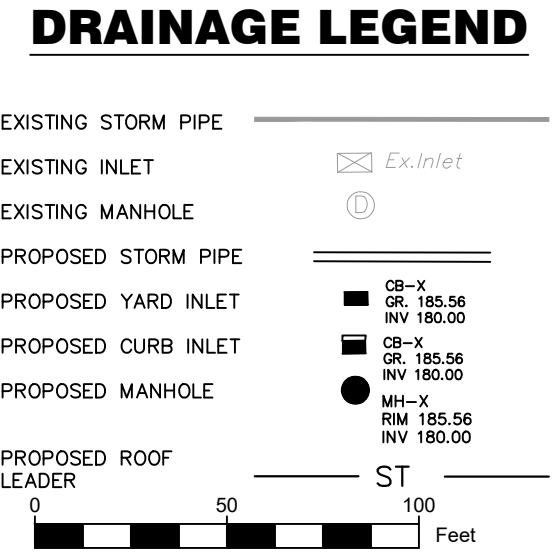 DRAINAGE LEGEND
EXISTING STORM PIPE
EXISTING INLET
Ex.Inlet
EXISTING MANHOLE
D
PROPOSED STORM PIPE
PROPOSED YARD INLET
CB-X
GR. 185.56
INV 180.00
PROPOSED CURB INLET
CB-X
GR. 185.56
INV 180.00
PROPOSED MANHOLE
MH-X
RIM 185.56
INV 180.00
PROPOSED ROOF
LEADER
ST
0 50 100
Feet